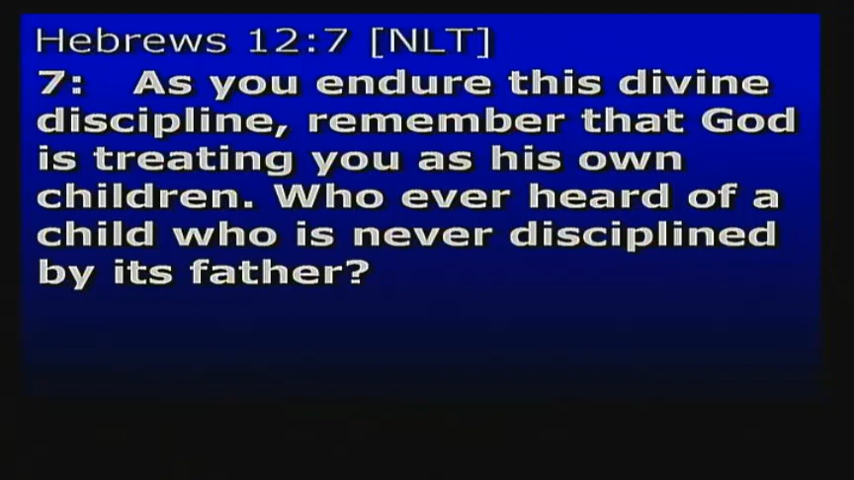 Hebrews 12:7 [NLT]
7: As you endure this divine
discipline, remember that God
is treating you as his own
children. Who ever heard of a
child who is never disciplined
by its father?